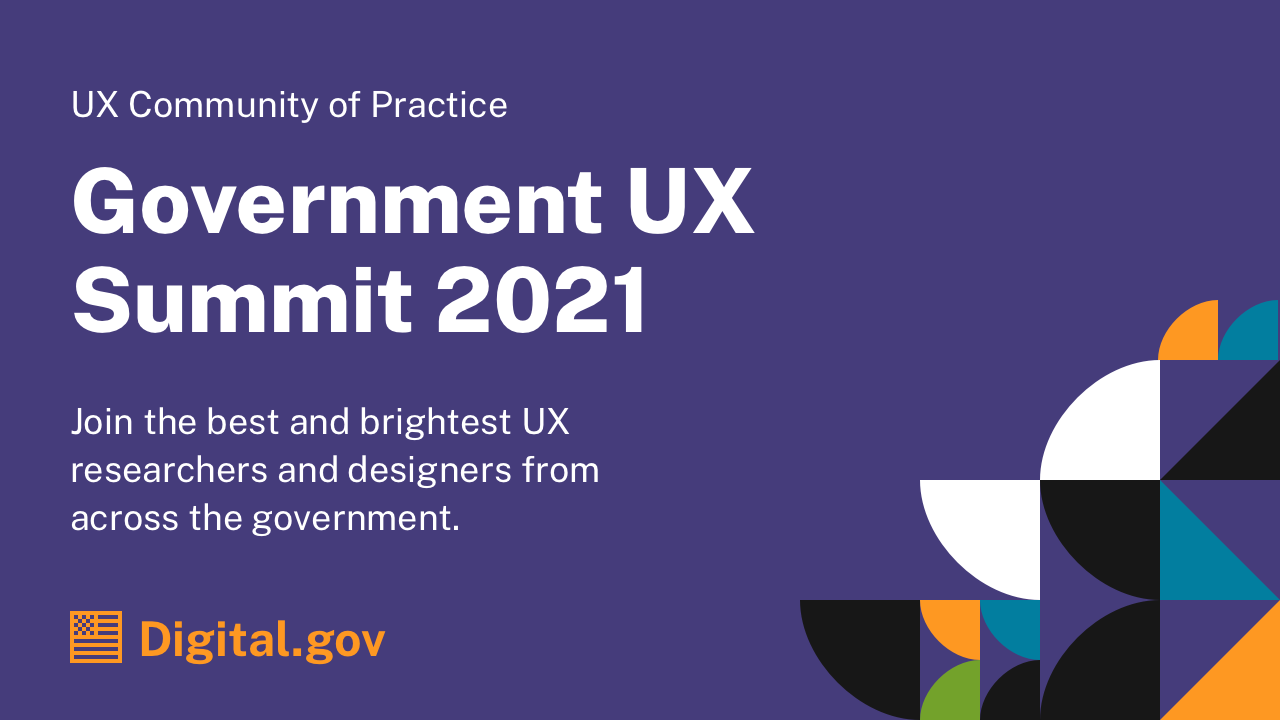 UX Community of Practice
Government UX
Summit 2021
Join the best and brightest UX
researchers and designers from
across the government.
Digital.gov